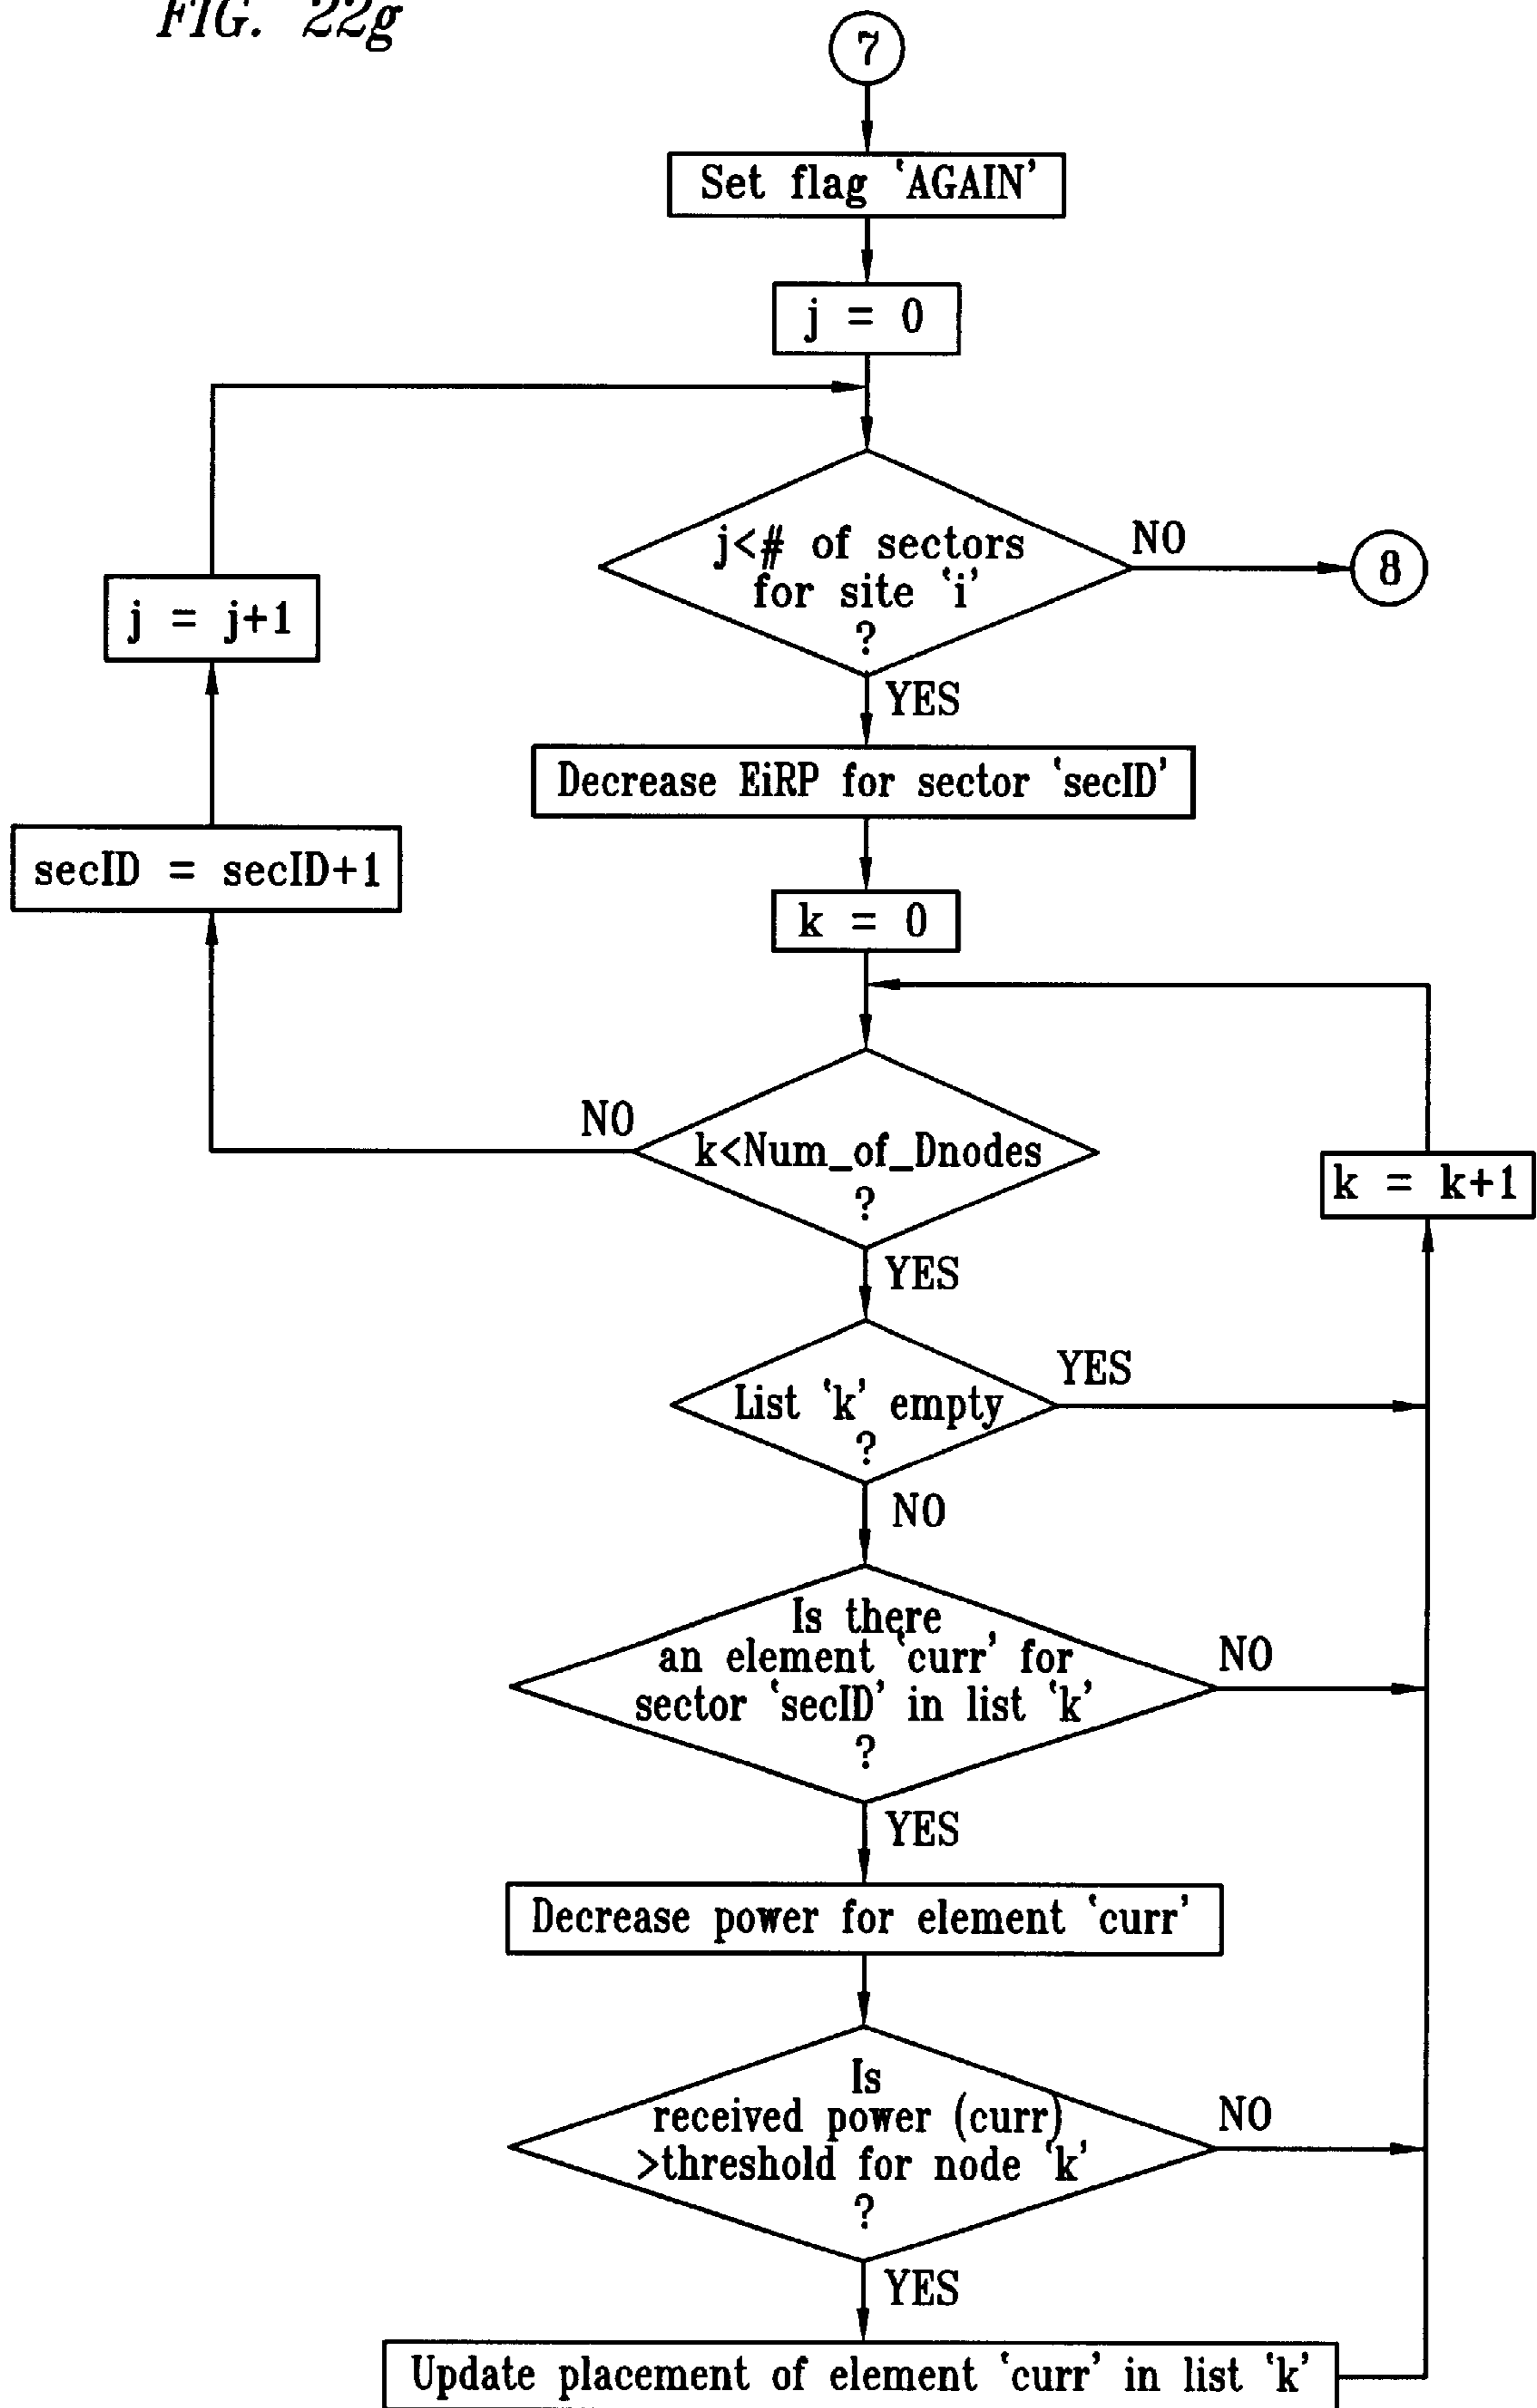 FIG. 22g
7
Set flag ‘AGAIN’
j = 0
j<# of sectors
for site ‘i’
?
NO
8
j = j+1
YES
Decrease EiRP for sector ‘secID’
secID = secID+1
k = 0
NO
k<Num_of_Dnodes
?
k = k+1
YES
List ‘k’ empty
?
YES
NO
Is there
an element ‘curr’ for
sector ‘secID’ in list ‘k’
?
NO
YES
Decrease power for element ‘curr’
Is
received power (curr)
>threshold for node ‘k’
?
NO
YES
Update placement of element ‘curr’ in list ‘k’